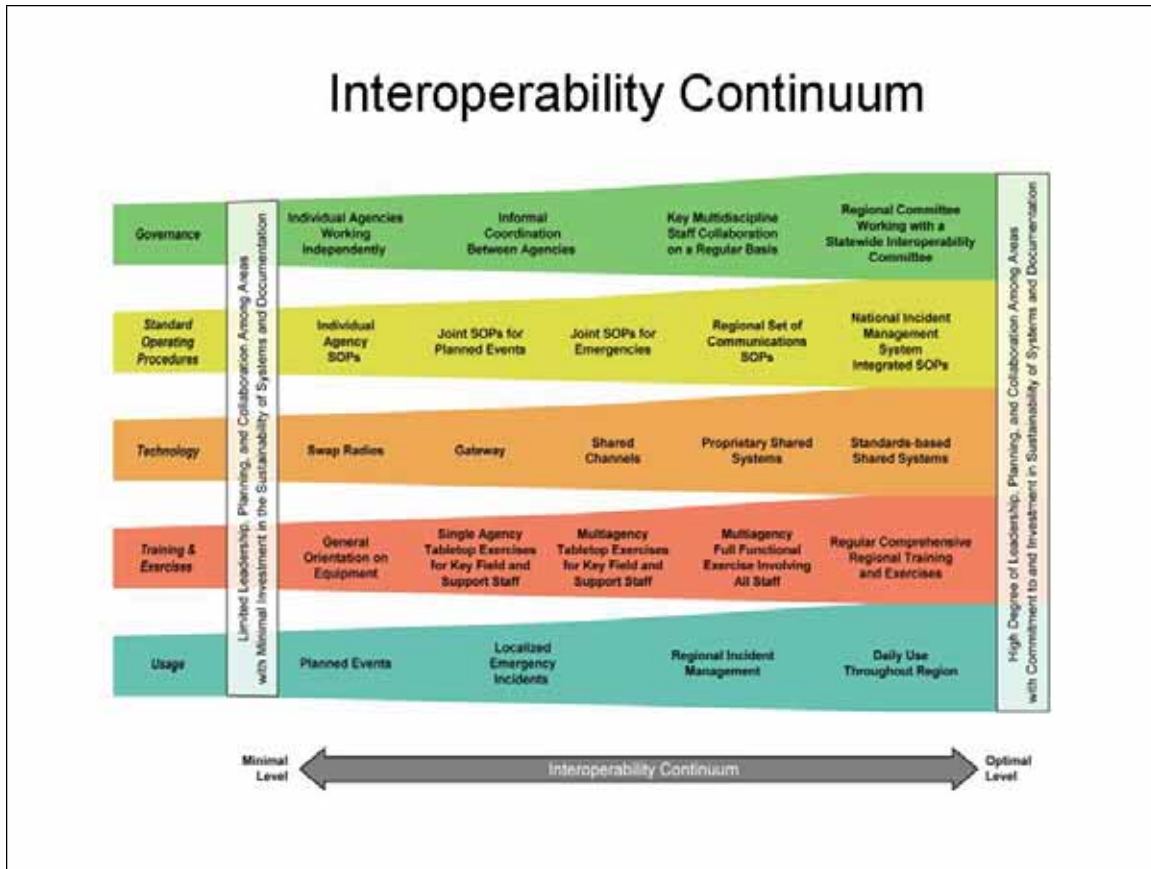 Interoperability Continuum
Governance
Limited Leadership, Planning, and Collaboration Among Areas
with Minimal Investment in the Sustainability of Systems and Documentation
Individual Agencies
Working
Independently
Informal
Coordination
Between Agencies
Key Multidiscipline
Staff Collaboration
on a Regular Basis
Regional Committee
Working with a
Statewide Interoperability
Committee
High Degree of Leadership, Planning, and Collaboration Among Areas
with Commitment to and Investment in Sustainability of Systems and Documentation
Standard
Operating
Procedures
Individual
Agency
SOPs
Joint SOPs for
Planned Events
Joint SOPs for
Emergencies
Regional Set of
Communications
SOPs
National Incident
Management
System
Integrated SOPs
Technology
Swap Radios
Gateway
Shared
Channels
Proprietary Shared
Systems
Standards-based
Shared Systems
Training &
Exercises
General
Orientation on
Equipment
Single Agency
Tabletop Exercises
for Key Field and
Support Staff
Multiagency
Tabletop Exercises
for Key Field and
Support Staff
Multiagency
Full Functional
Exercise Involving
All Staff
Regular Comprehensive
Regional Training
and Exercises
Usage
Planned Events
Localized
Emergency
Incidents
Regional Incident
Management
Daily Use
Throughout Region
Minimal
Level
Interoperability Continuum
Optimal
Level